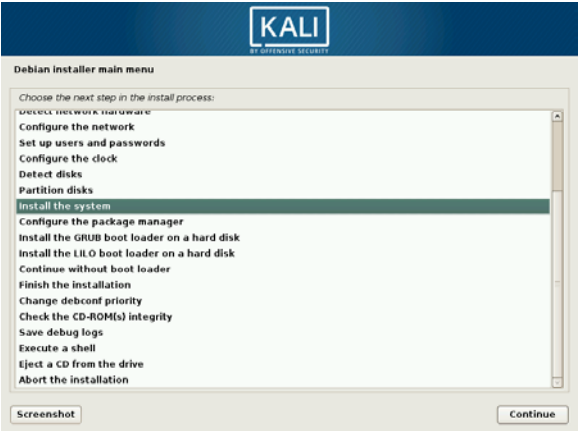 KALI
BY OFFENSIVE SECURITY
Debian installer main menu
Choose the next step in the install process:
Detect network hardware
Configure the network
Set up users and passwords
Configure the clock
Detect disks
Partition disks
Install the system
Configure the package manager
Install the GRUB boot loader on a hard disk
Install the LILO boot loader on a hard disk
Continue without boot loader
Finish the installation
Change debconf priority
Check the CD-ROM(s) integrity
Save debug logs
Execute a shell
Eject a CD from the drive
Abort the installation
Screenshot
Continue